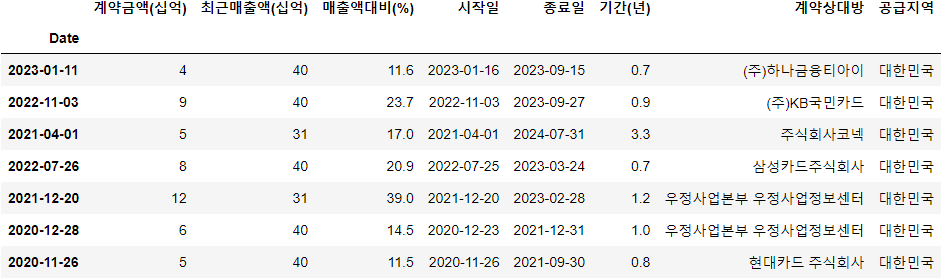 계약금액(십억) 최근매출액(십억) 매출액대비(%) 시작일 종료일 기간(년) 계약상대방 공급지역
Date
2023-01-11 4 40 11.6 2023-01-16 2023-09-15 0.7 (주)하나금융티아이 대한민국
2022-11-03 9 40 23.7 2022-11-03 2023-09-27 0.9 (주)KB국민카드 대한민국
2021-04-01 5 31 17.0 2021-04-01 2024-07-31 3.3 주식회사코넥 대한민국
2022-07-26 8 40 20.9 2022-07-25 2023-03-24 0.7 삼성카드주식회사 대한민국
2021-12-20 12 31 39.0 2021-12-20 2023-02-28 1.2 우정사업본부 우정사업정보센터 대한민국
2020-12-28 6 40 14.5 2020-12-23 2021-12-31 1.0 우정사업본부 우정사업정보센터 대한민국
2020-11-26 5 40 11.5 2020-11-26 2021-09-30 0.8 현대카드 주식회사 대한민국